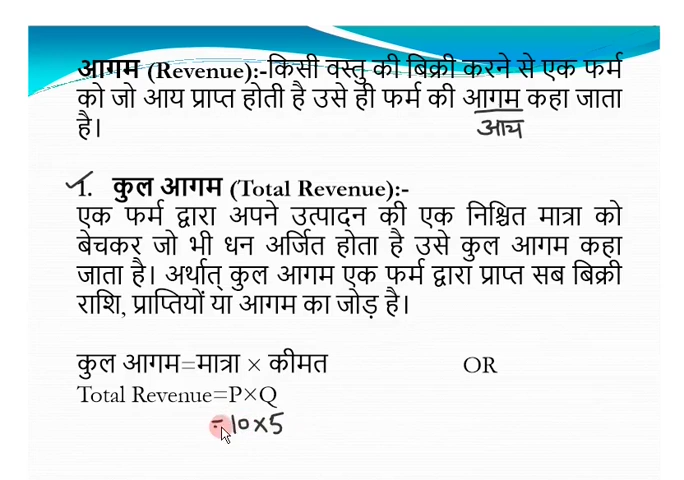 आगम (Revenue):-किसी वस्तु की बिक्री करने से एक फर्म
को जो आय प्राप्त होती है उसे ही फर्म की आगम कहा जाता
है।
आय
1. कुल आगम (Total Revenue):-
एक फर्म द्वारा अपने उत्पादन की एक निश्चित मात्रा को
बेचकर जो भी धन अर्जित होता है उसे कुल आगम कहा
जाता है। अर्थात् कुल आगम एक फर्म द्वारा प्राप्त सब बिक्री
राशि, प्राप्तियों या आगम का जोड़ है।
कुल आगम=मात्रा × कीमत OR
Total Revenue=P×Q
=10×5